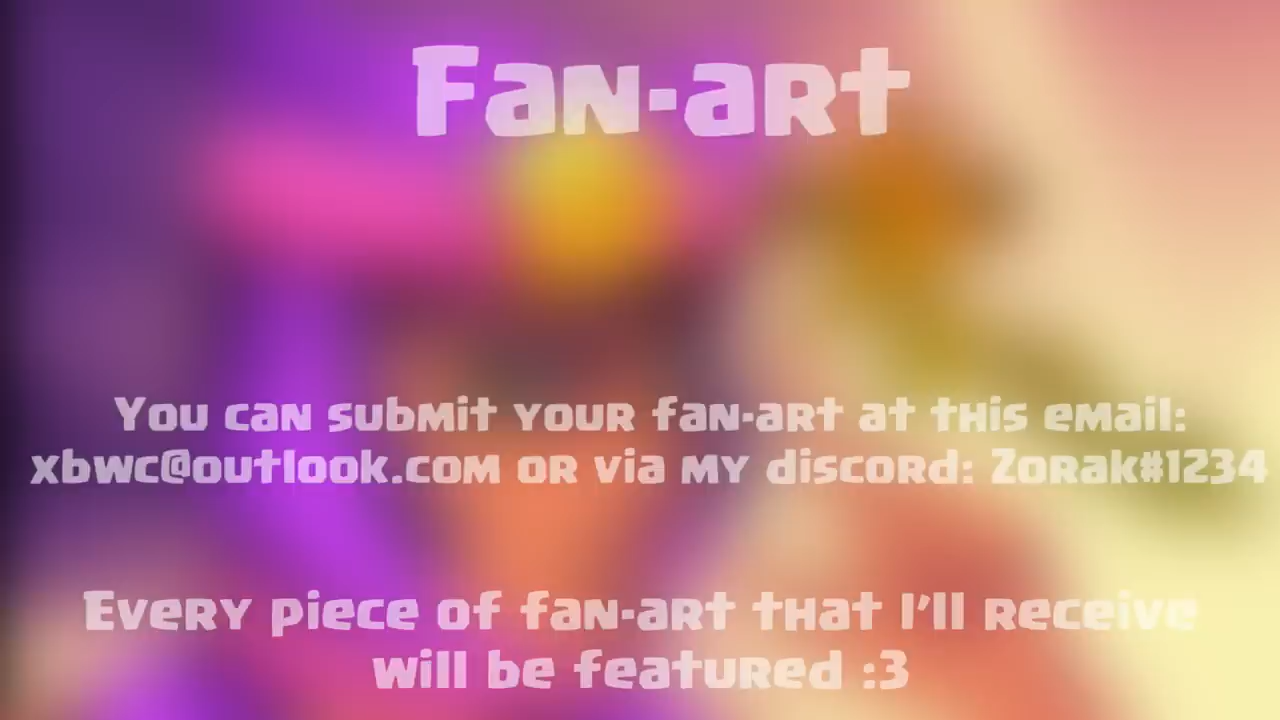 Fan-art
You can submit your fan-art at this email:
xbwc@outlook.com or via my discord: Zorak#1234
Every piece of fan-art that I'll receive
will be featured :3